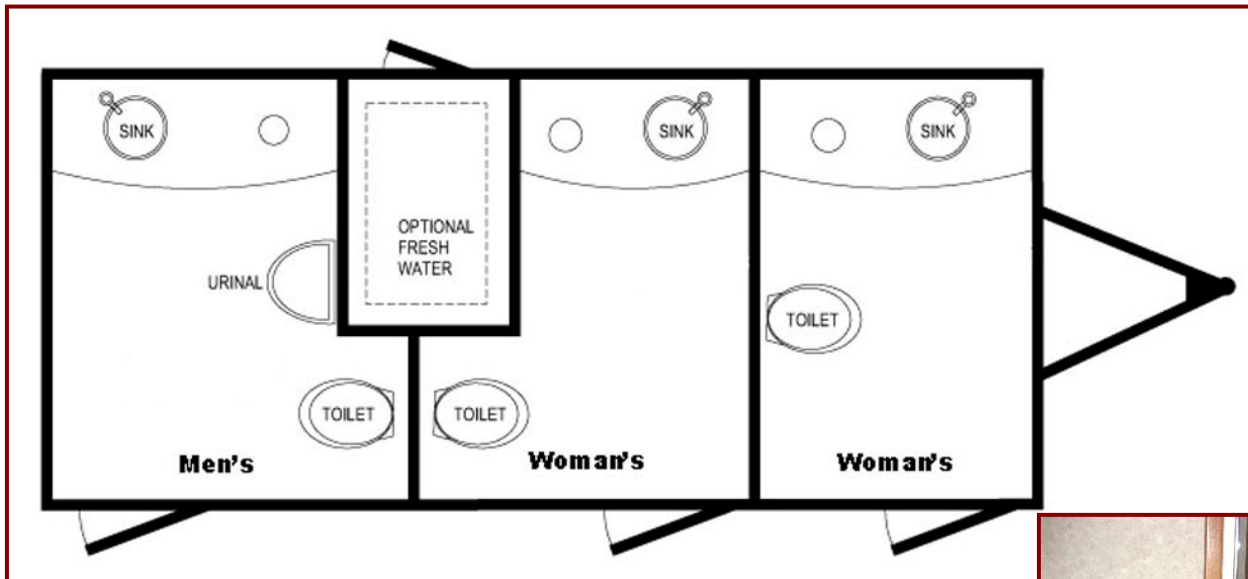 SINK
SINK
SINK
OPTIONAL
FRESH
WATER
URINAL
TOILET
TOILET
TOILET
Men's
Woman's
Woman's